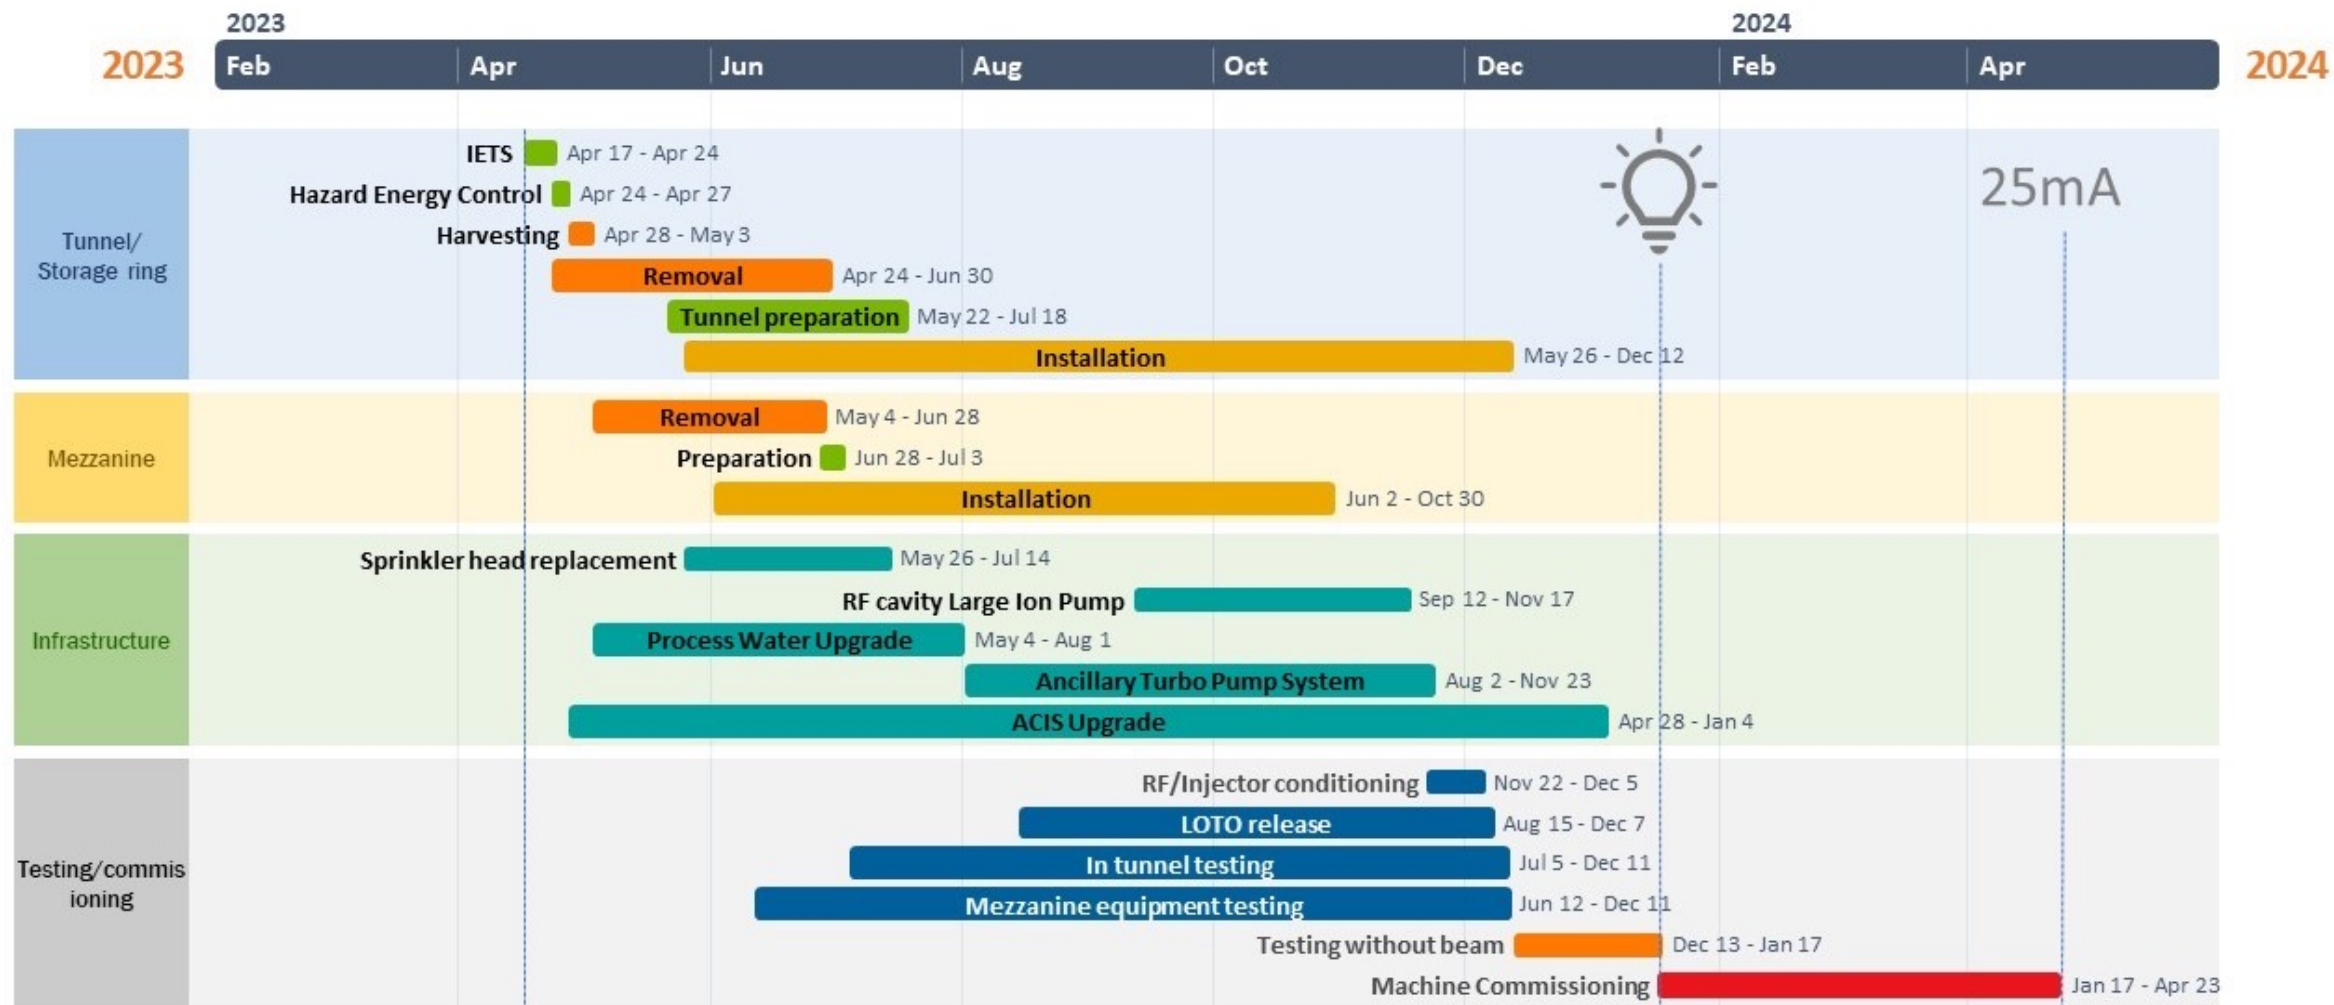 2023
2024
2023
Feb
Apr
Jun
Aug
Oct
Dec
Feb
Apr
2024
Tunnel/
Storage ring
IETS
Apr 17 - Apr 24
Hazard Energy Control
Apr 24 - Apr 27
Harvesting
Apr 28 - May 3
Removal
Apr 24 - Jun 30
Tunnel preparation
May 22 - Jul 18
Installation
May 26 - Dec 12
25mA
Mezzanine
Removal
May 4 - Jun 28
Preparation
Jun 28 - Jul 3
Installation
Jun 2 - Oct 30
Infrastructure
Sprinkler head replacement
May 26 - Jul 14
RF cavity Large Ion Pump
Sep 12 - Nov 17
Process Water Upgrade
May 4 - Aug 1
Ancillary Turbo Pump System
Aug 2 - Nov 23
ACIS Upgrade
Apr 28 - Jan 4
Testing/commis
ioning
RF/Injector conditioning
Nov 22 - Dec 5
LOTO release
Aug 15 - Dec 7
In tunnel testing
Jul 5 - Dec 11
Mezzanine equipment testing
Jun 12 - Dec 11
Testing without beam
Dec 13 - Jan 17
Machine Commissioning
Jan 17 - Apr 23